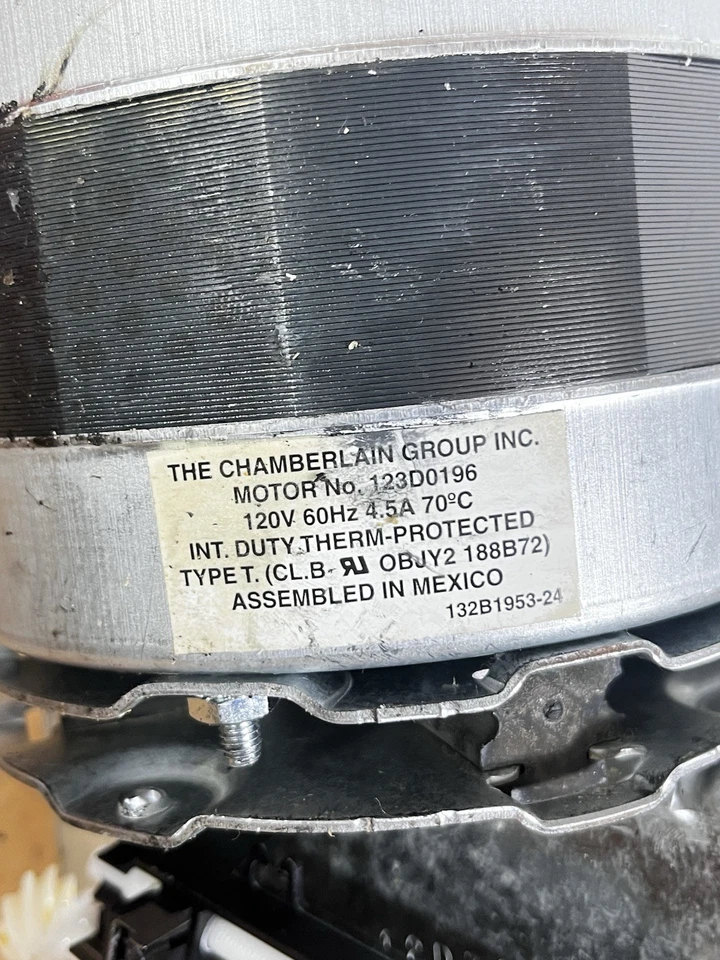 THE CHAMBERLAIN GROUP INC.
MOTOR No. 123D0196
120V 60Hz 4.5A 70ºC
INT. DUTY THERM-PROTECTED
TYPE T. (CL.B- RU OBJY2 188B72)
ASSEMBLED IN MEXICO
132B1953-24